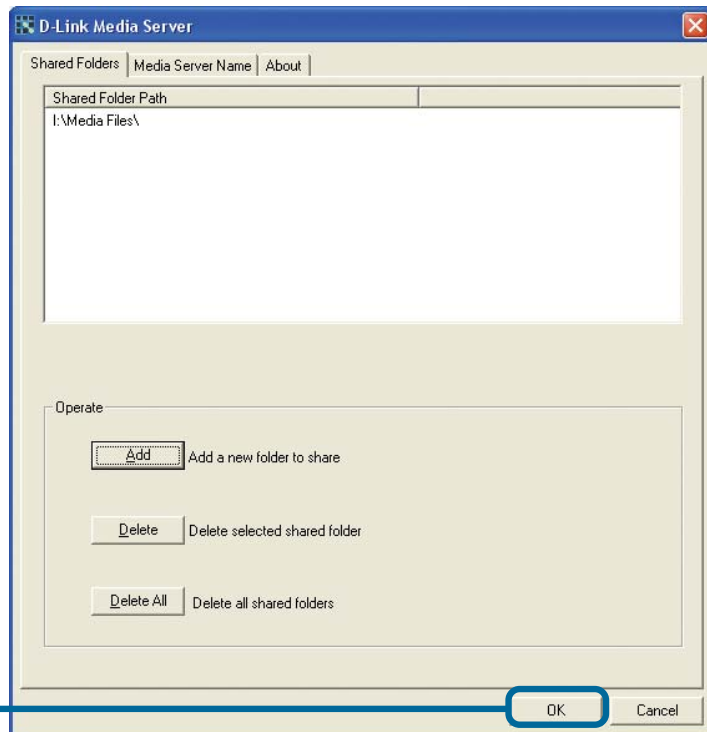 D-Link Media Server
Shared Folders Media Server Name About
Shared Folder Path
I:\Media Files\
Operate
Add Add a new folder to share
Delete Delete selected shared folder
Delete All Delete all shared folders
OK Cancel